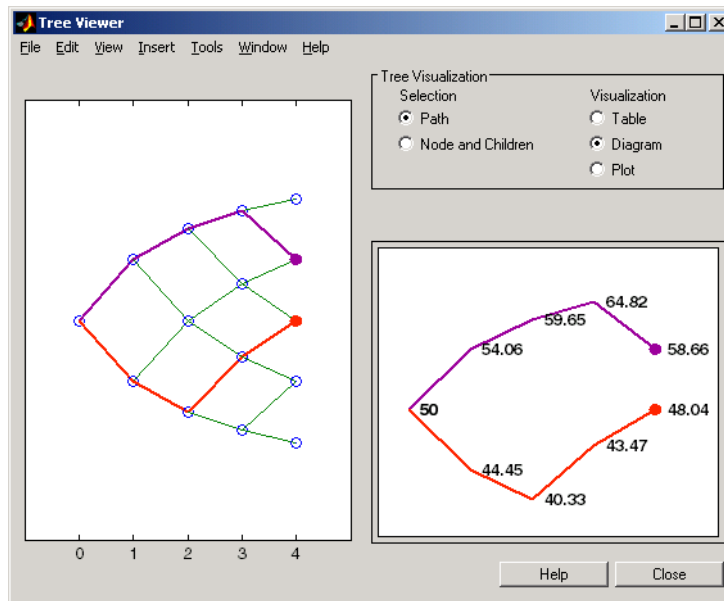 Tree Viewer
File Edit View Insert Tools Window Help
Tree Visualization
Selection
Visualization
Path
Table
Node and Children
Diagram
Plot
64.82
59.65
54.06
58.66
50
48.04
43.47
44.45
40.33
0 1 2 3 4
Help
Close